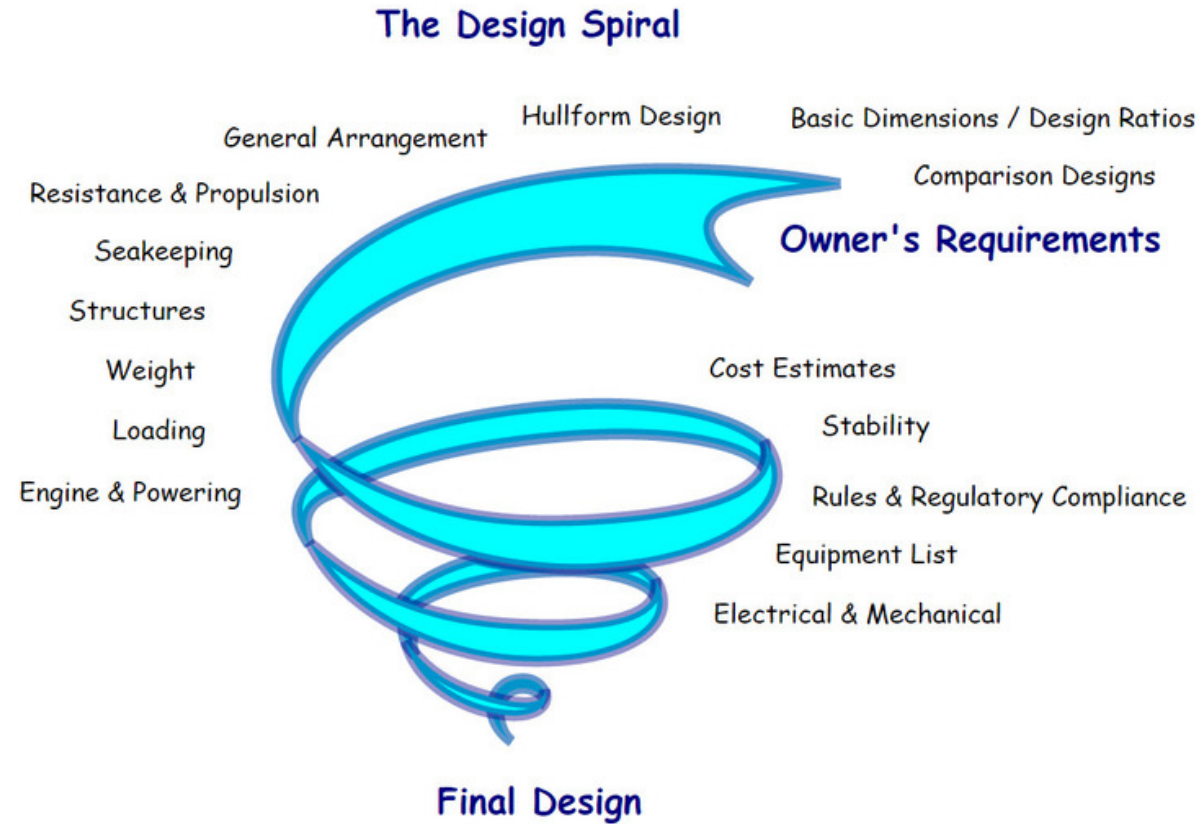 The Design Spiral
Hullform Design
Basic Dimensions / Design Ratios
General Arrangement
Comparison Designs
Resistance & Propulsion
Owner's Requirements
Seakeeping
Structures
Weight
Cost Estimates
Loading
Stability
Engine & Powering
Rules & Regulatory Compliance
Equipment List
Electrical & Mechanical
Final Design